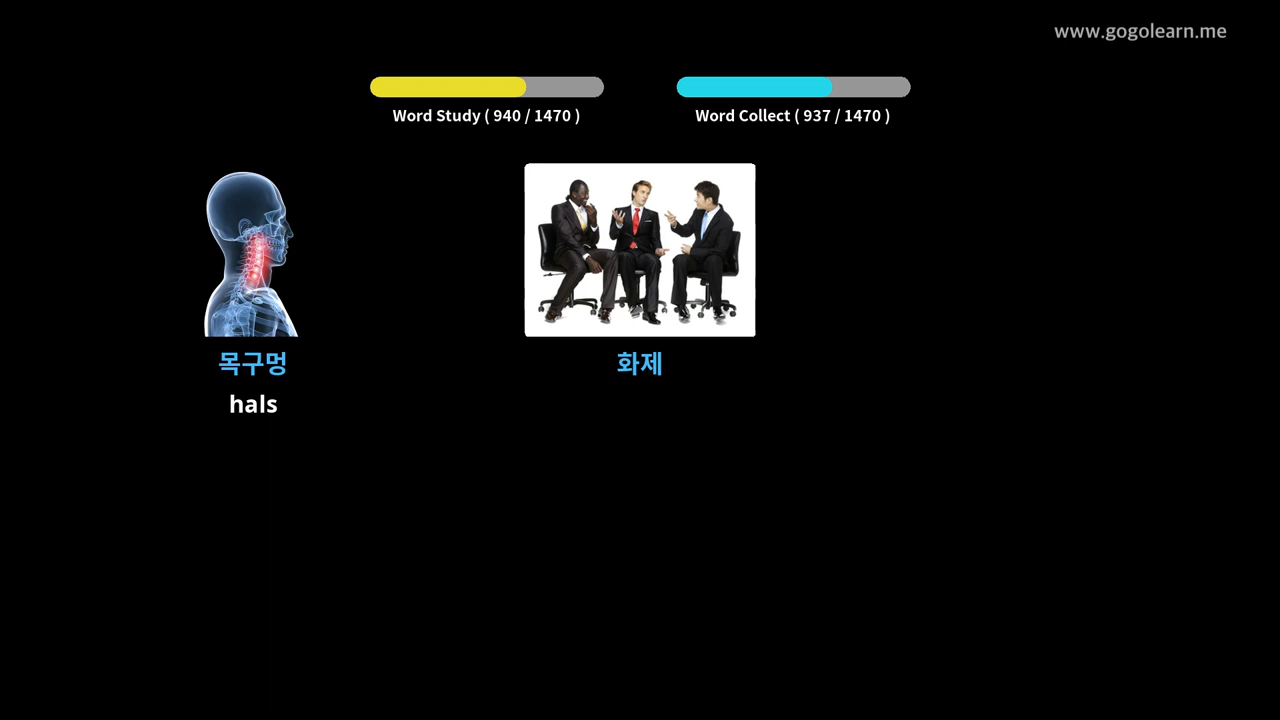 www.gogolearn.me
Word Study ( 940 / 1470 )
Word Collect ( 937 / 1470 )
목구멍
화제
hals